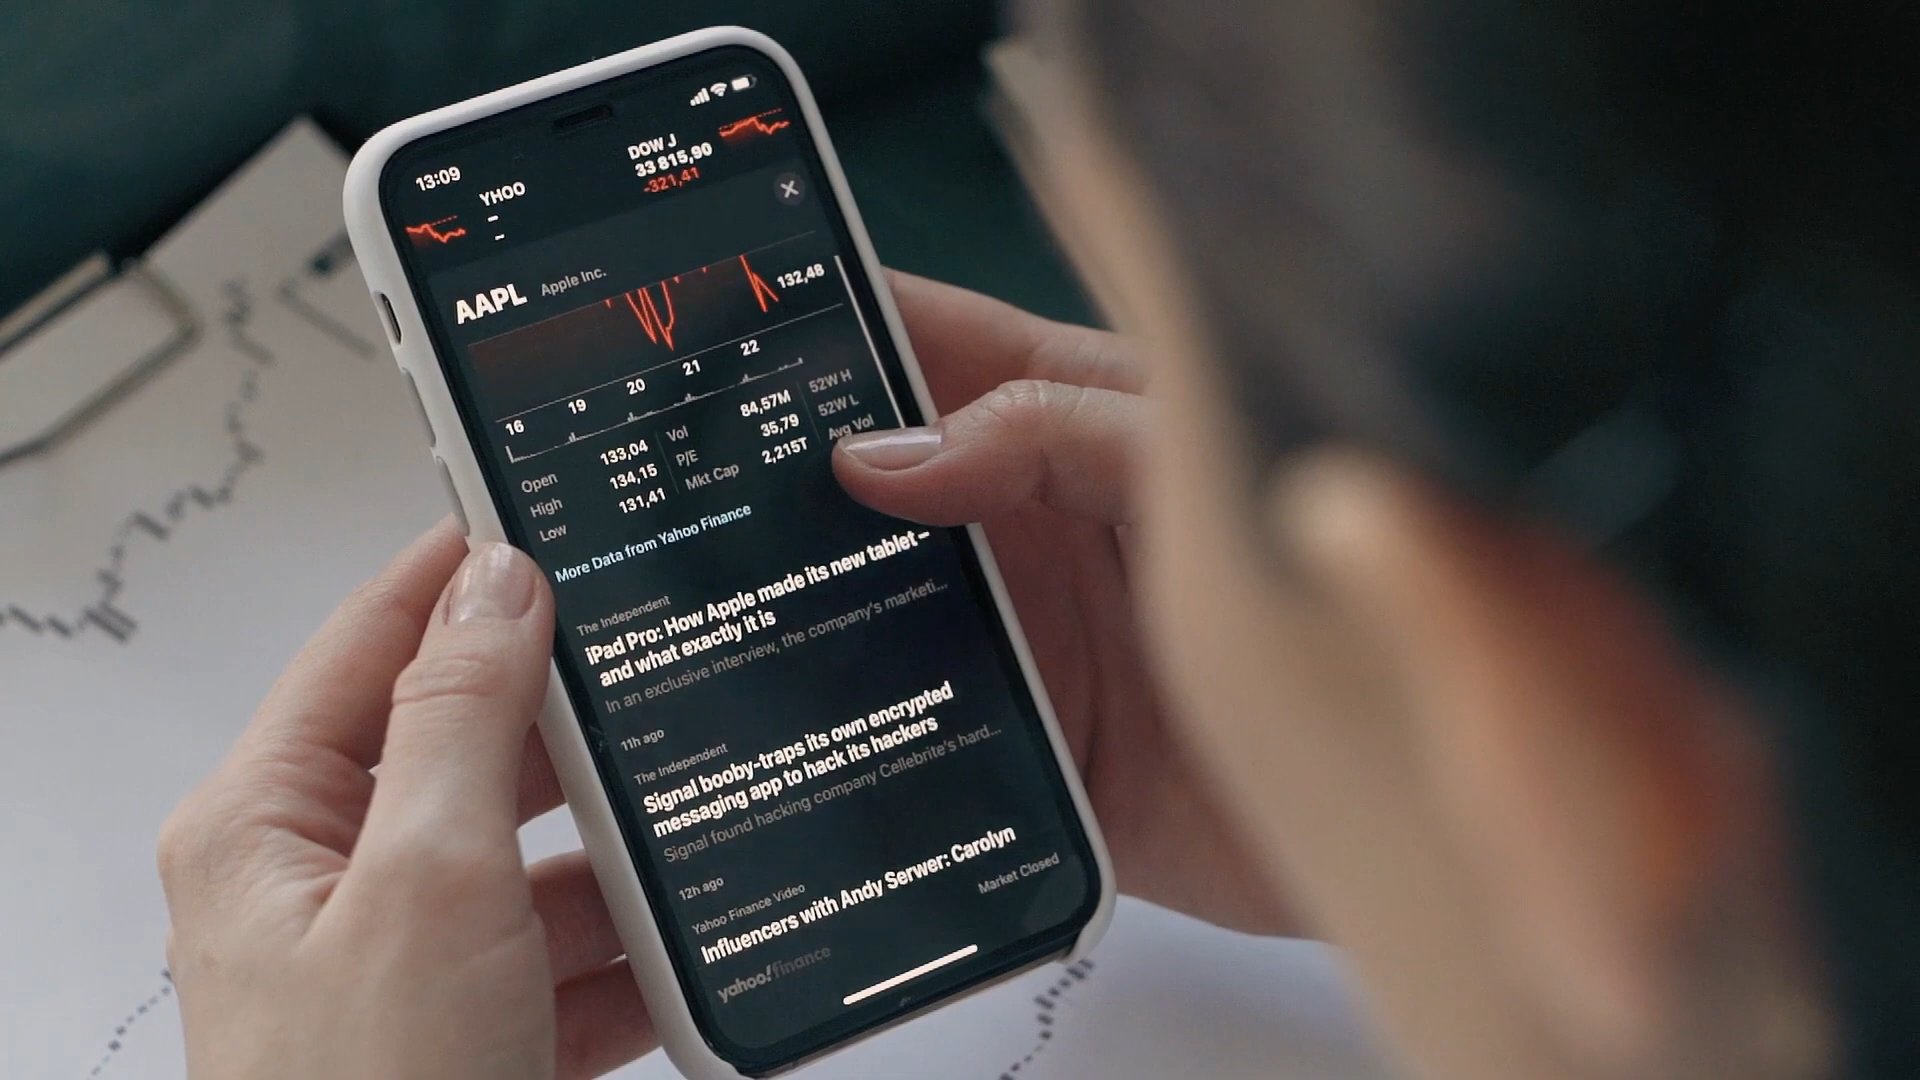 13:09
YHOO
–
–
DOW J
33 815,90
-321,41
AAPL Apple Inc.
132,48
16 19 20 21 22
Open 133,04
High 134,15
Low 131,41
Vol 84,57M
P/E 35,79
Mkt Cap 2,215T
52W H
52W L
Avg Vol
More Data from Yahoo Finance
The Independent
iPad Pro: How Apple made its new tablet –
and what exactly it is
In an exclusive interview, the company's marketi...
11h ago
The Independent
Signal booby-traps its own encrypted
messaging app to hack its hackers
Signal found hacking company Cellebrite's hard...
12h ago
Yahoo Finance Video
Influencers with Andy Serwer: Carolyn
yahoo!finance
Market Closed